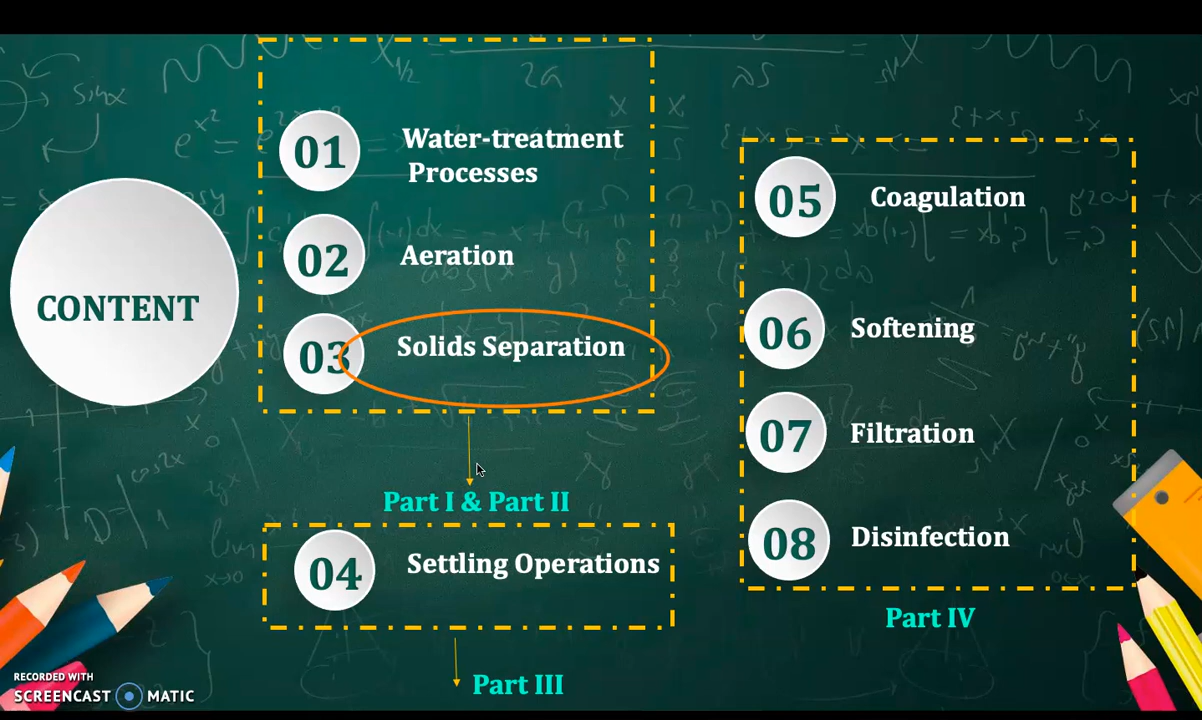 CONTENT
01
Water-treatment
Processes
02
Aeration
03
Solids Separation
Part I & Part II
04
Settling Operations
Part III
05
Coagulation
06
Softening
07
Filtration
08
Disinfection
Part IV
RECORDED WITH
SCREENCAST MATIC